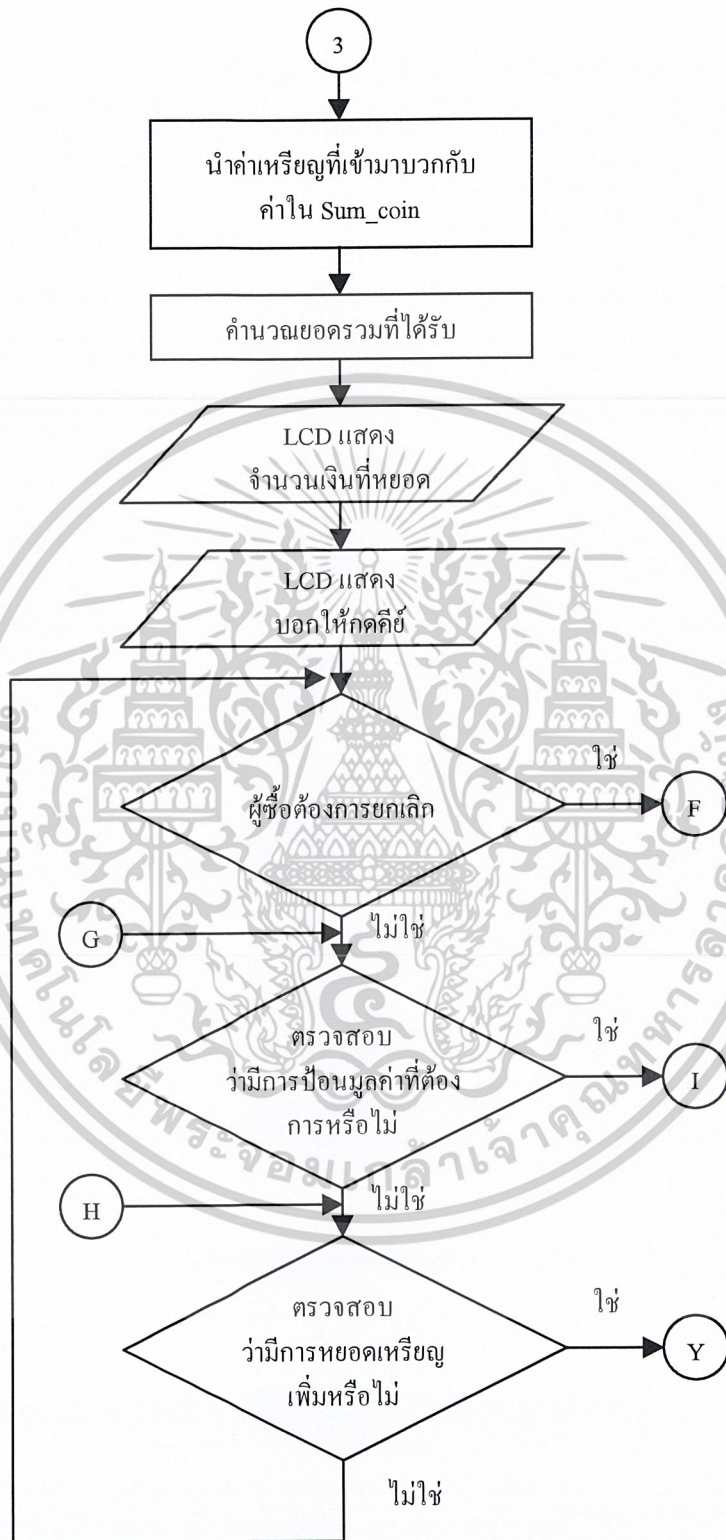 3
นำค่าเหรียญที่เข้ามาบวกกับ
ค่าใน Sum_coin
คำนวณยอดรวมที่ได้รับ
LCD แสดง
จำนวนเงินที่หยอด
LCD แสดง
บอกให้กดคีย์
ผู้ซื้อต้องการยกเลิก
ใช่
F
ไม่ใช่
G
ตรวจสอบ
ว่ามีการป้อนมูลค่าที่ต้อง
การหรือไม่
ใช่
I
ไม่ใช่
H
ตรวจสอบ
ว่ามีการหยอดเหรียญ
เพิ่มหรือไม่
ใช่
Y
ไม่ใช่